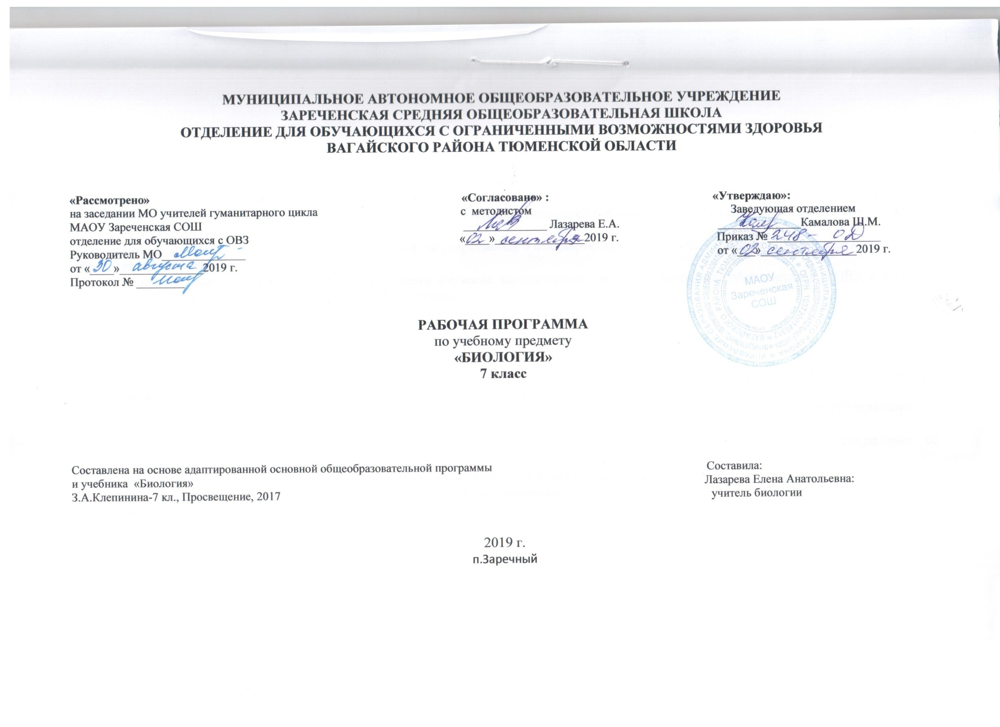 МУНИЦИПАЛЬНОЕ АВТОНОМНОЕ ОБЩЕОБРАЗОВАТЕЛЬНОЕ УЧРЕЖДЕНИЕ
ЗАРЕЧЕНСКАЯ СРЕДНЯЯ ОБЩЕОБРАЗОВАТЕЛЬНАЯ ШКОЛА
ОТДЕЛЕНИЕ ДЛЯ ОБУЧАЮЩИХСЯ С ОГРАНИЧЕННЫМИ ВОЗМОЖНОСТЯМИ ЗДОРОВЬЯ
ВАГАЙСКОГО РАЙОНА ТЮМЕНСКОЙ ОБЛАСТИ
«Рассмотрено»
на заседании МО учителей гуманитарного цикла
МАОУ Зареченская СОШ
отделение для обучающихся с ОВЗ
Руководитель МО
от «30» августа 2019 г.
Протокол №
«Согласовано» :
с методистом
Лазарева Е.А.
«02» сентября 2019 г.
«Утверждаю»:
Заведующая отделением
Камалова Щ.М.
Приказ № 248 - ОД
от «02» сентября 2019 г.
МАОУ
Зареченская
СОШ
РАБОЧАЯ ПРОГРАММА
по учебному предмету
«БИОЛОГИЯ»
7 класс
Составлена на основе адаптированной основной общеобразовательной программы
и учебника «Биология»
З.А.Клепинина-7 кл., Просвещение, 2017
Составила:
Лазарева Елена Анатольевна:
учитель биологии
2019 г.
п.Заречный